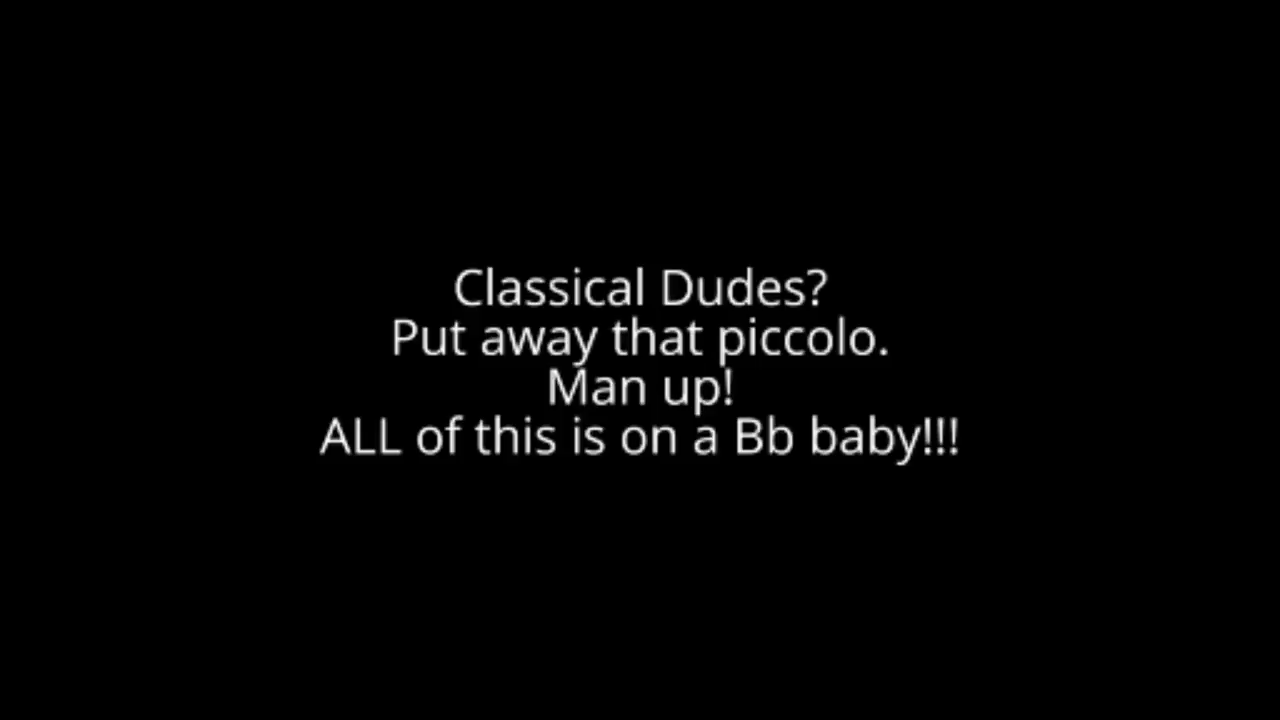 Classical Dudes?
Put away that piccolo.
Man up!
ALL of this is on a Bb baby!!!